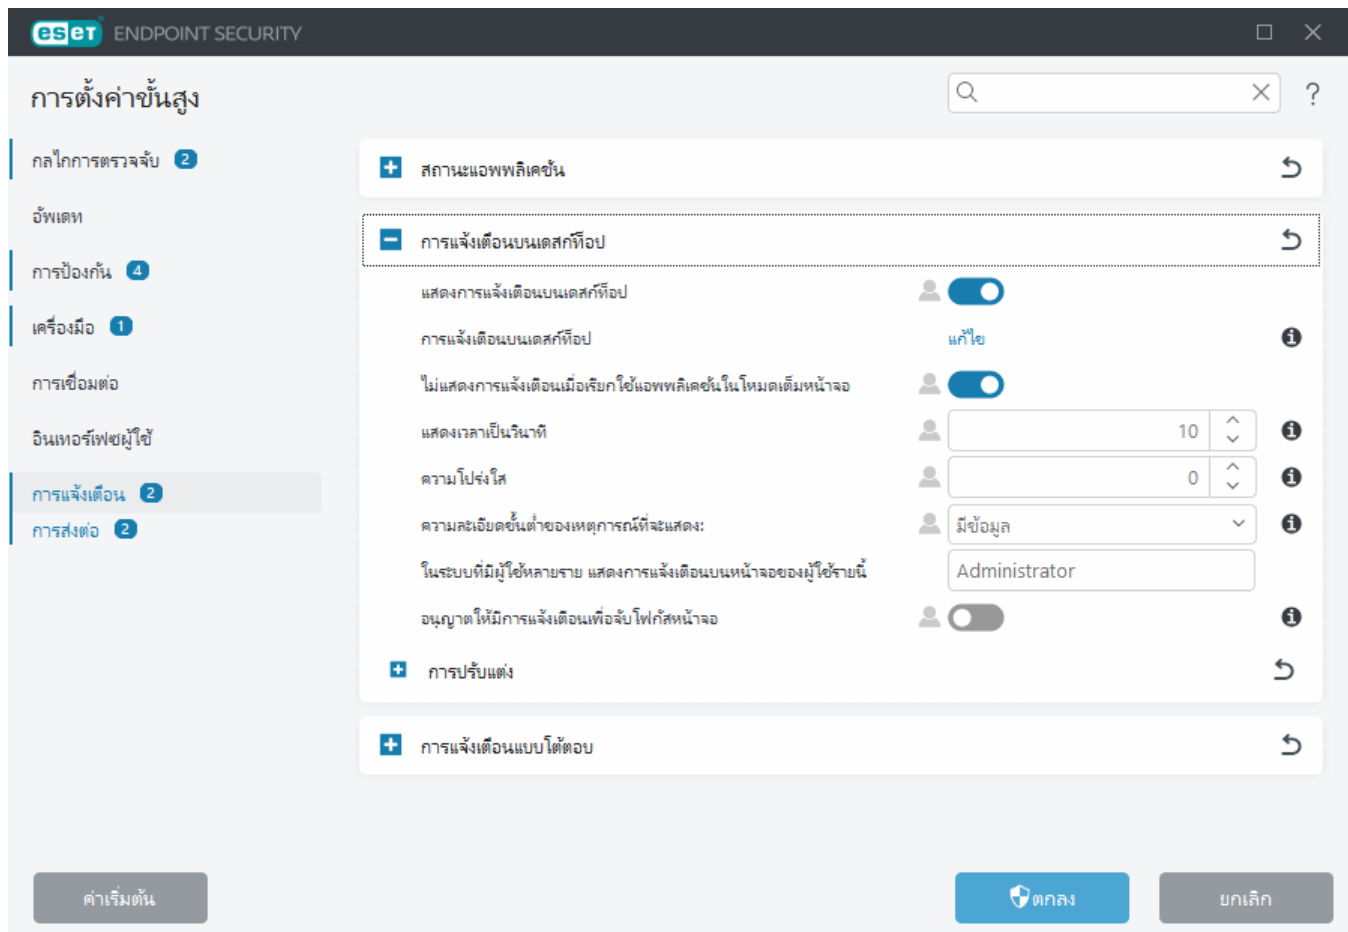 eset ENDPOINT SECURITY
การตั้งค่าขั้นสูง
?
กลไกการตรวจจับ 2
อัพเดท
การป้องกัน 4
เครื่องมือ 1
การเชื่อมต่อ
อินเทอร์เฟซผู้ใช้
การแจ้งเตือน 2
การส่งต่อ 2
สถานะแอพพลิเคชั่น
การแจ้งเตือนบนเดสก์ท็อป
แสดงการแจ้งเตือนบนเดสก์ท็อป
การแจ้งเตือนบนเดสก์ท็อป แก้ไข
ไม่แสดงการแจ้งเตือนเมื่อเรียกใช้แอพพลิเคชั่นในโหมดเต็มหน้าจอ
แสดงเวลาเป็นวินาที 10
ความโปร่งใส 0
ความละเอียดขั้นต่ำของเหตุการณ์ที่จะแสดง: มีข้อมูล
ในระบบที่มีผู้ใช้หลายราย แสดงการแจ้งเตือนบนหน้าจอของผู้ใช้รายนี้ Administrator
อนุญาตให้มีการแจ้งเตือนเพื่อจับโฟกัสหน้าจอ
การปรับแต่ง
การแจ้งเตือนแบบโต้ตอบ
ค่าเริ่มต้น ตกลง ยกเลิก